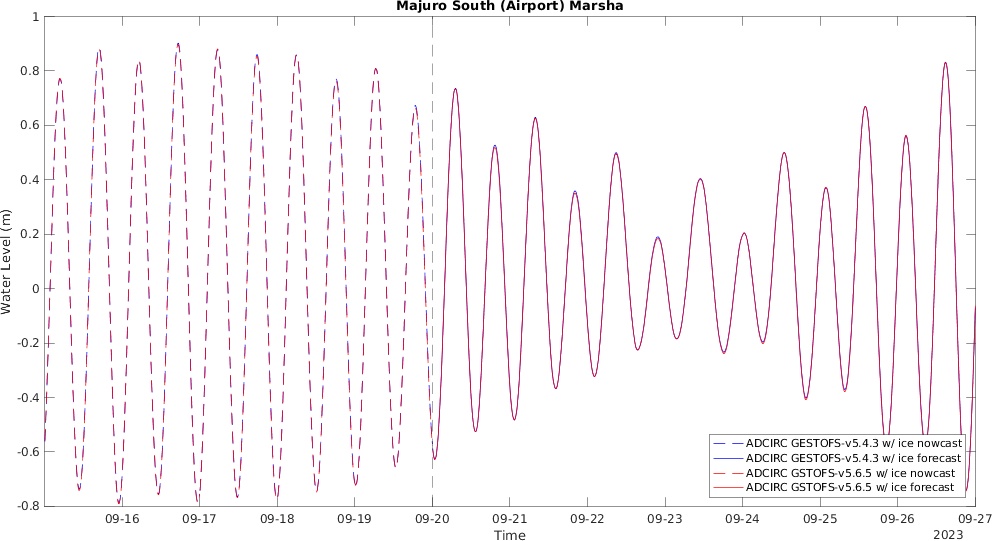 Majuro South (Airport) Marsha
Water Level (m)
1
0.8
0.6
0.4
0.2
0
-0.2
-0.4
-0.6
-0.8
ADCIRC GESTOFS-v5.4.3 w/ ice nowcast
ADCIRC GESTOFS-v5.4.3 w/ ice forecast
ADCIRC GSTOFS-v5.6.5 w/ ice nowcast
ADCIRC GSTOFS-v5.6.5 w/ ice forecast
09-16 09-17 09-18 09-19 09-20 09-21 09-22 09-23 09-24 09-25 09-26 09-27
Time
2023